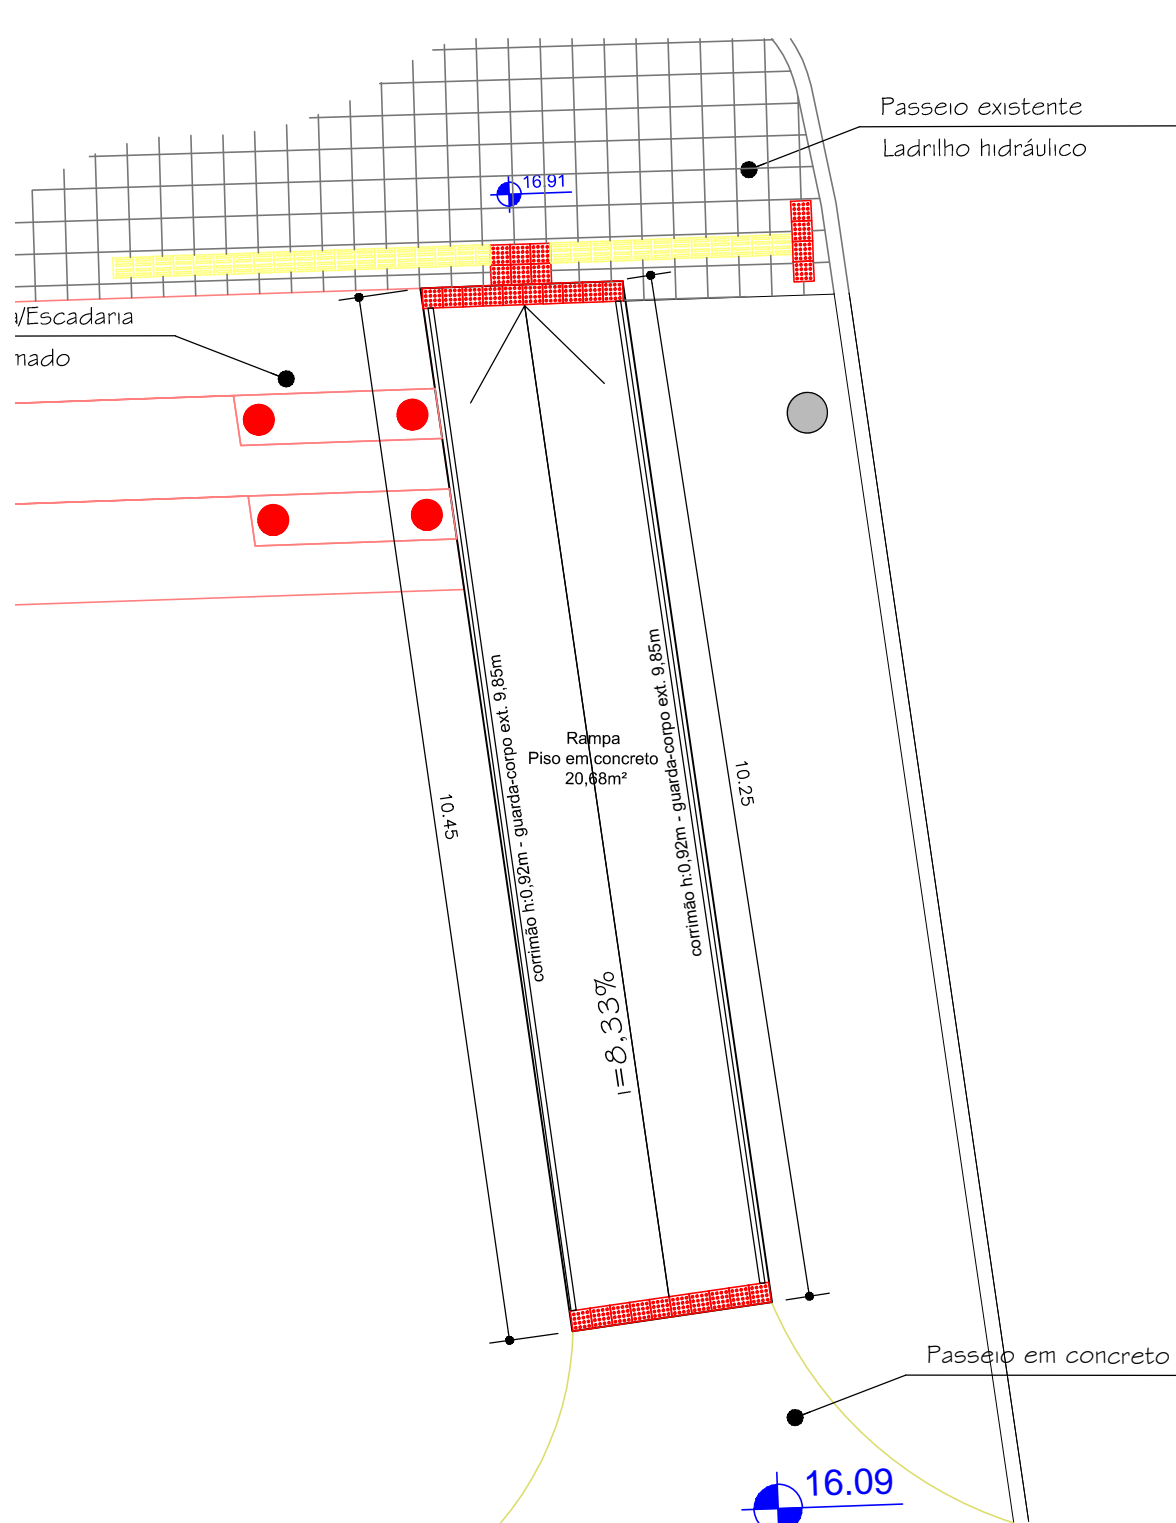 Passeio existente
Ladrilho hidráulico
16.91
a/Escadaria
mado
corrimão h:0,92m - guarda-corpo ext. 9,85m
corrimão h:0,92m - guarda-corpo ext. 9,85m
Rampa
Piso em concreto
20,68m²
10.45
10.25
i=8,33%
Passeio em concreto
16.09